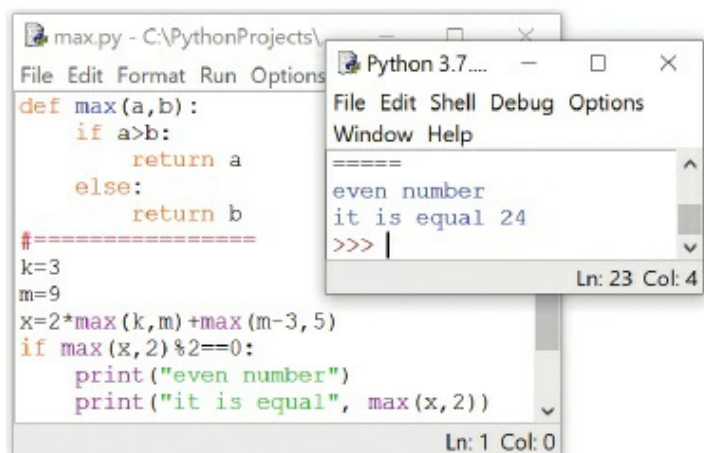 max.py - C:\PythonProjects\
File Edit Format Run Options
def max(a,b):
    if a>b:
        return a
    else:
        return b
#================
k=3
m=9
x=2*max(k,m)+max(m-3,5)
if max(x,2)%2==0:
    print("even number")
    print("it is equal", max(x,2))
Ln: 1 Col: 0
Python 3.7....
File Edit Shell Debug Options
Window Help
=====
even number
it is equal 24
>>>
Ln: 23 Col: 4